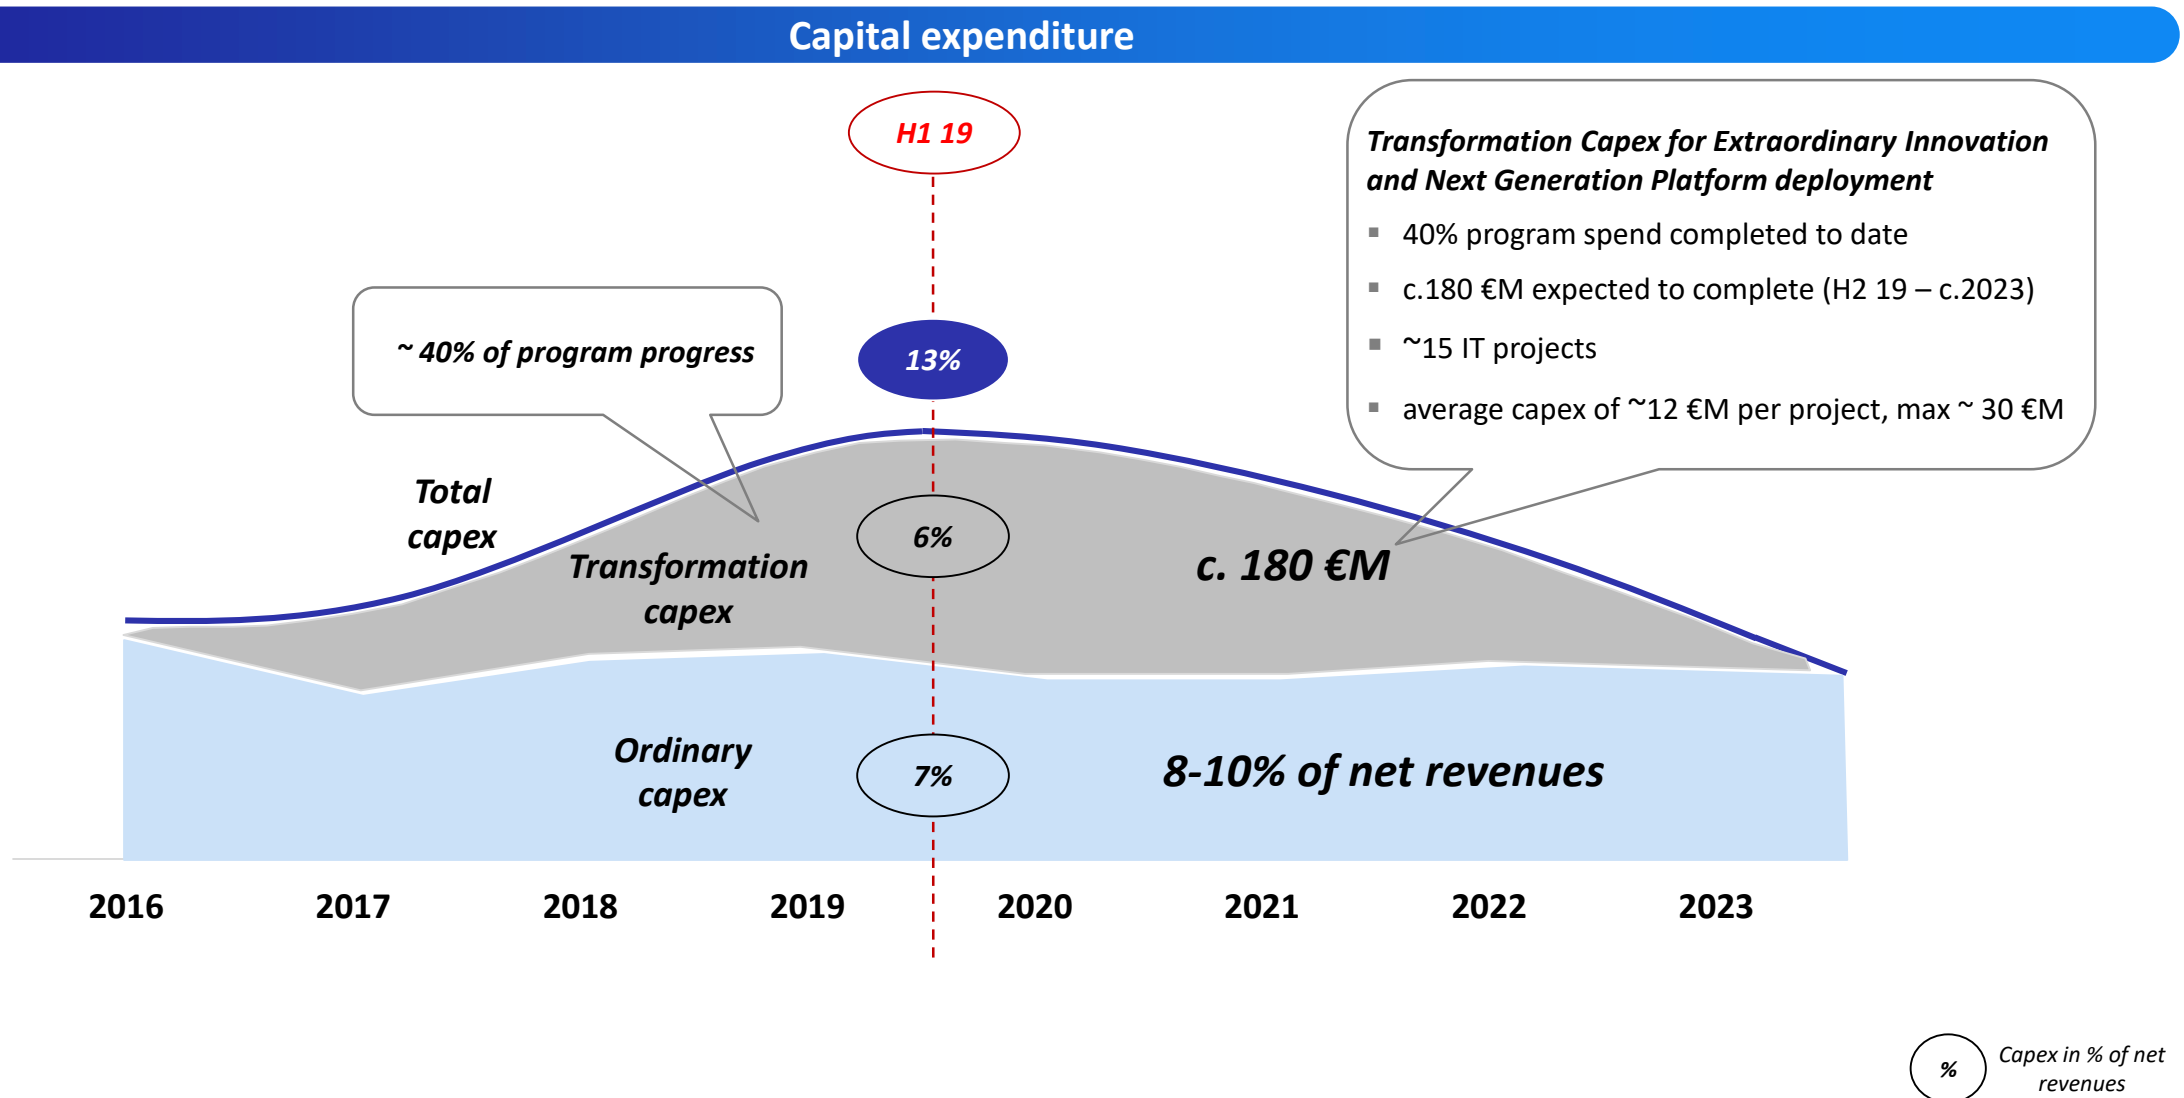 Capital expenditure
H1 19
Transformation Capex for Extraordinary Innovation
and Next Generation Platform deployment
▪ 40% program spend completed to date
▪ c.180 €M expected to complete (H2 19 – c.2023)
▪ ~15 IT projects
▪ average capex of ~12 €M per project, max ~ 30 €M
~ 40% of program progress
13%
Total
capex
6%
Transformation
capex
c. 180 €M
Ordinary
capex
7%
8-10% of net revenues
2016 2017 2018 2019 2020 2021 2022 2023
%
Capex in % of net
revenues